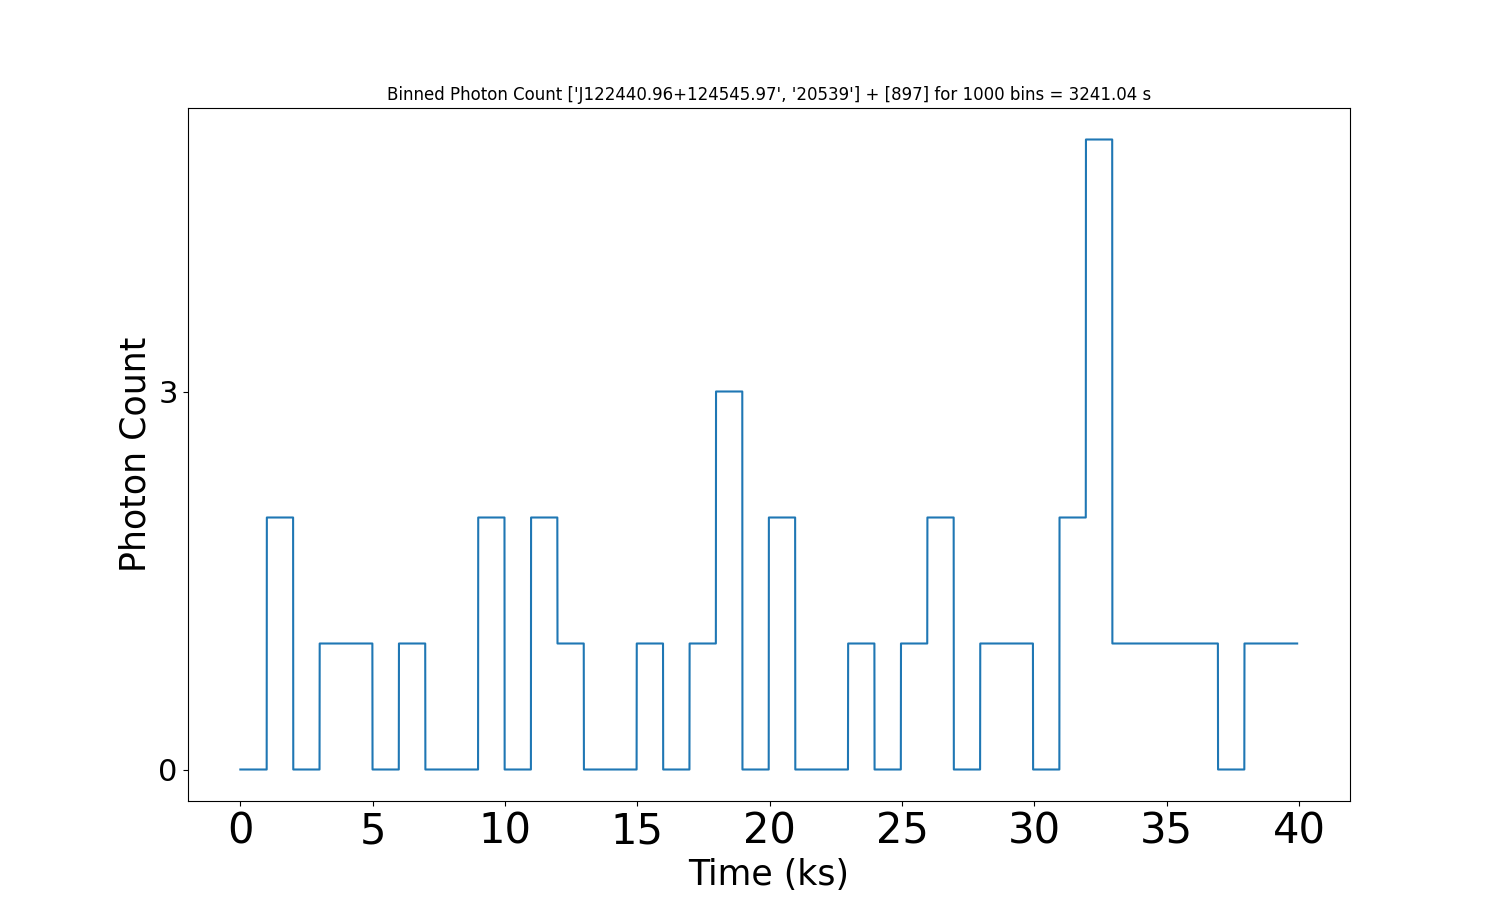 Binned Photon Count ['J122440.96+124545.97', '20539'] + [897] for 1000 bins = 3241.04 s
Photon Count
3
0
0 5 10 15 20 25 30 35 40
Time (ks)